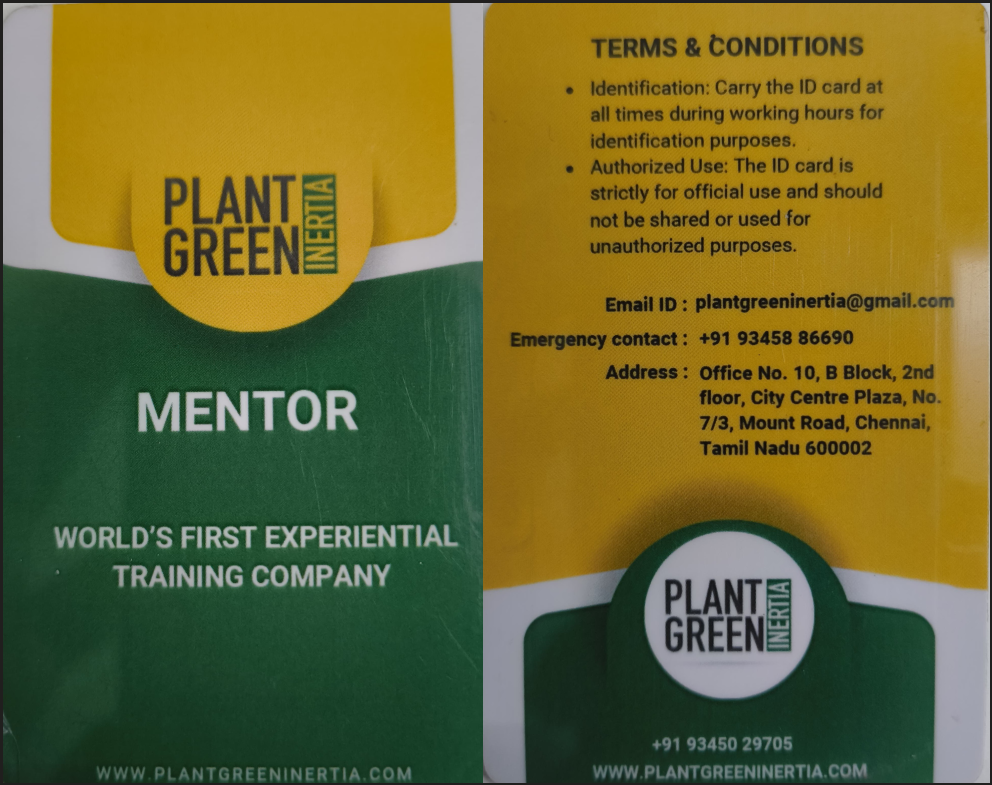 PLANT
GREEN
INERTIA
MENTOR
WORLD'S FIRST EXPERIENTIAL
TRAINING COMPANY
WWW.PLANTGREENINERTIA.COM
TERMS & CONDITIONS
• Identification: Carry the ID card at
all times during working hours for
identification purposes.
• Authorized Use: The ID card is
strictly for official use and should
not be shared or used for
unauthorized purposes.
Email ID : plantgreeninertia@gmail.com
Emergency contact : +91 93458 86690
Address : Office No. 10, B Block, 2nd
floor, City Centre Plaza, No.
7/3, Mount Road, Chennai,
Tamil Nadu 600002
PLANT
GREEN
INERTIA
+91 93450 29705
WWW.PLANTGREENINERTIA.COM